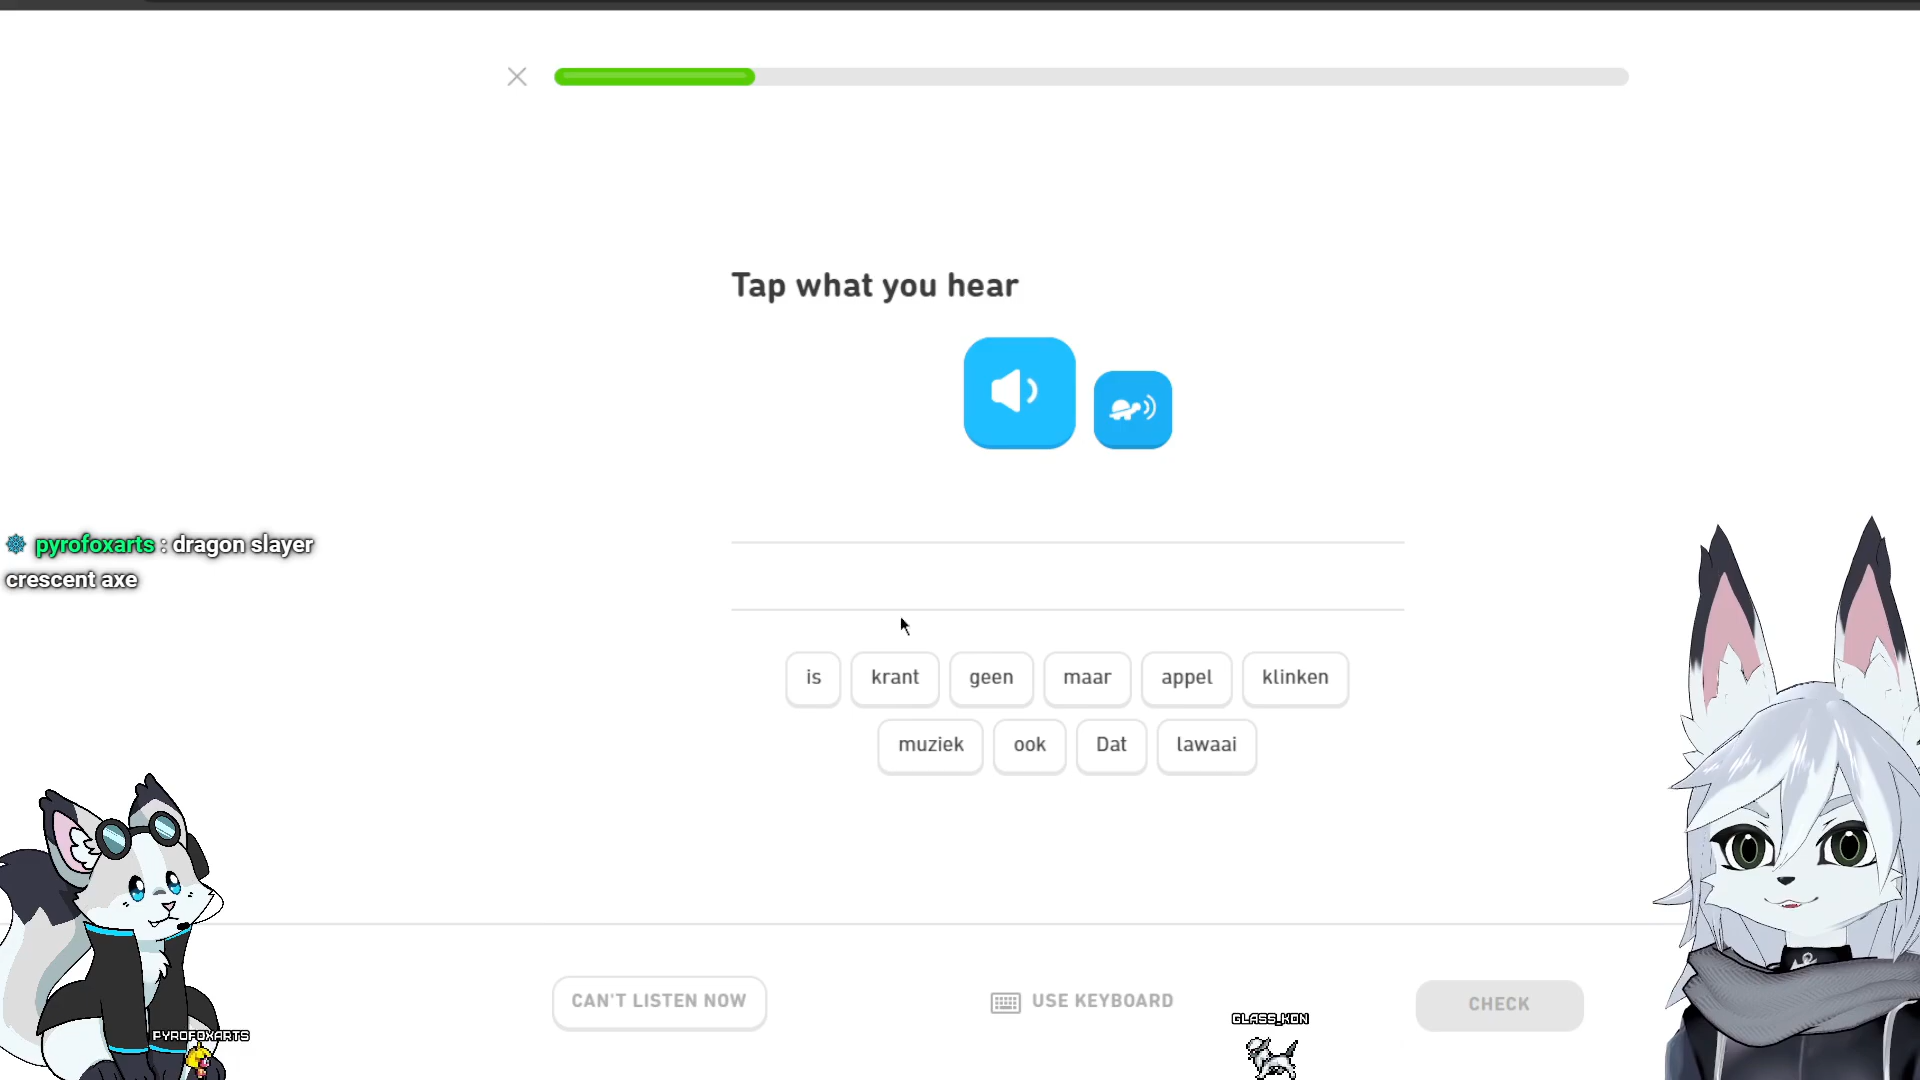 Tap what you hear
pyrofoxarts : dragon slayer
crescent axe
is krant geen maar appel klinken
muziek ook Dat lawaai
CAN'T LISTEN NOW
USE KEYBOARD
CHECK
GLASS_KON
PYROFOXARTS